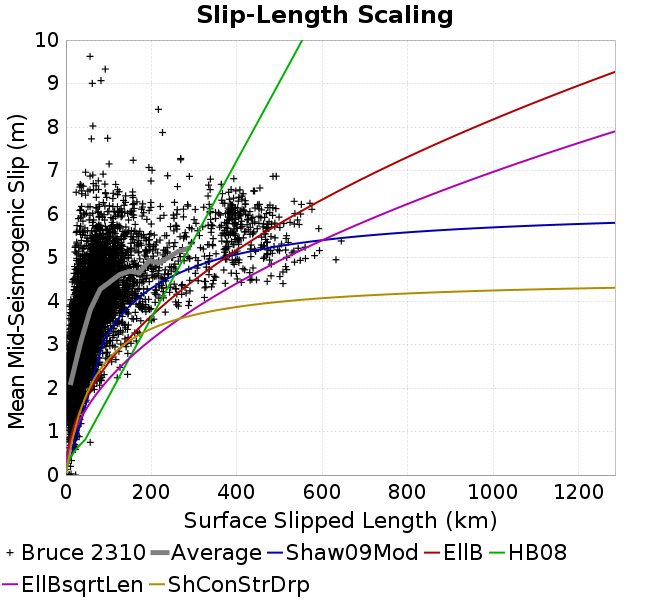 Slip-Length Scaling
Mean Mid-Seismogenic Slip (m)
10
9
8
7
6
5
4
3
2
1
0
0 200 400 600 800 1000 1200
Surface Slipped Length (km)
Bruce 2310 Average Shaw09Mod EllB HB08
EllBsqrtLen ShConStrDrp